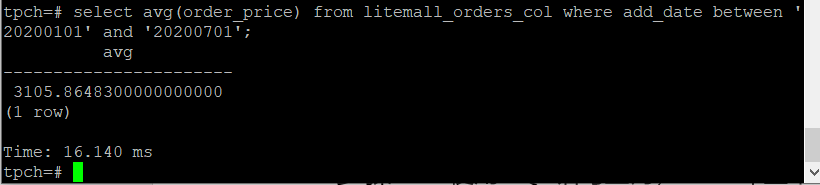 tpch=# select avg(order_price) from litemall_orders_col where add_date between '
20200101' and '20200701';
avg
-----------------------
3105.8648300000000000
(1 row)
Time: 16.140 ms
tpch=#